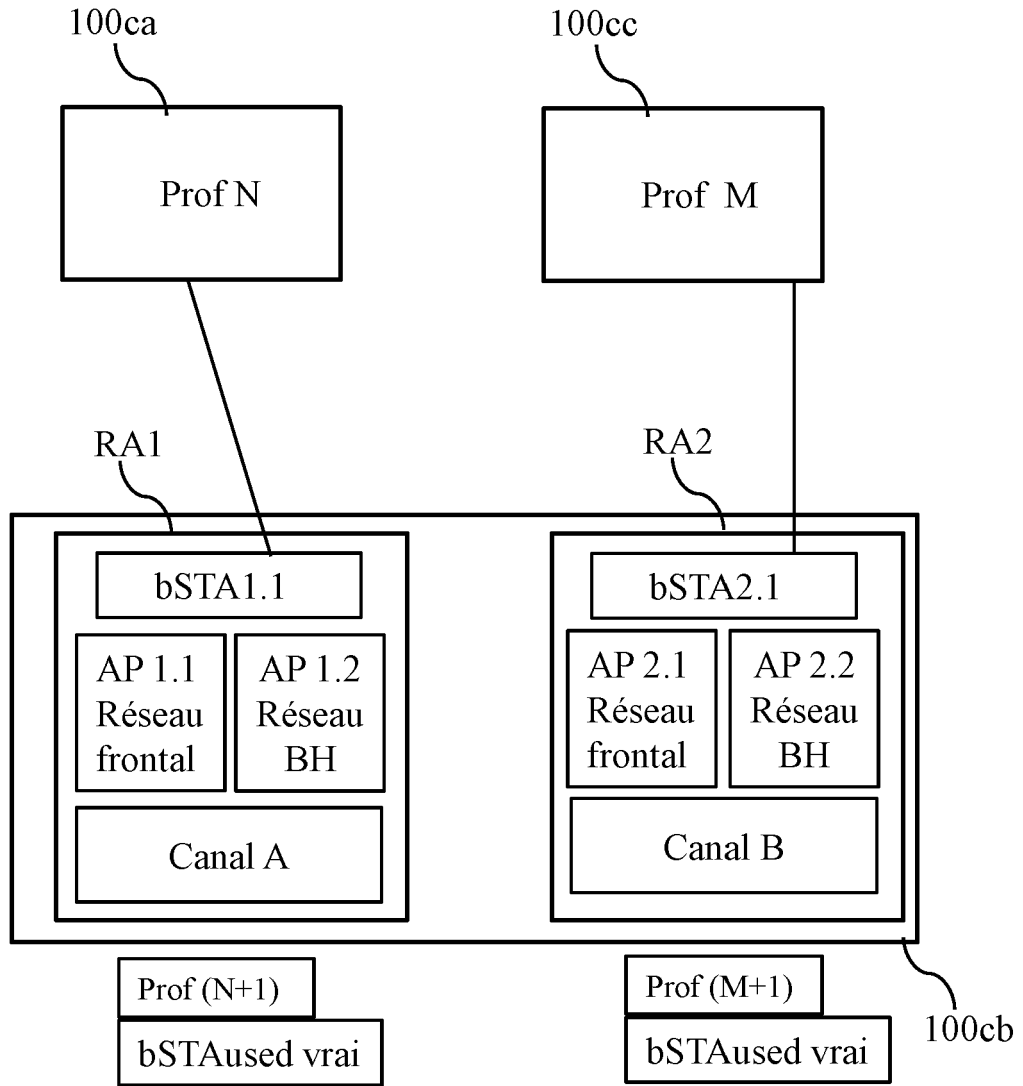 100ca
100cc
Prof N
Prof M
RA1
RA2
bSTA1.1
bSTA2.1
AP 1.1
Réseau
frontal
AP 1.2
Réseau
BH
AP 2.1
Réseau
frontal
AP 2.2
Réseau
BH
Canal A
Canal B
Prof (N+1)
bSTAused vrai
Prof (M+1)
bSTAused vrai
100cb